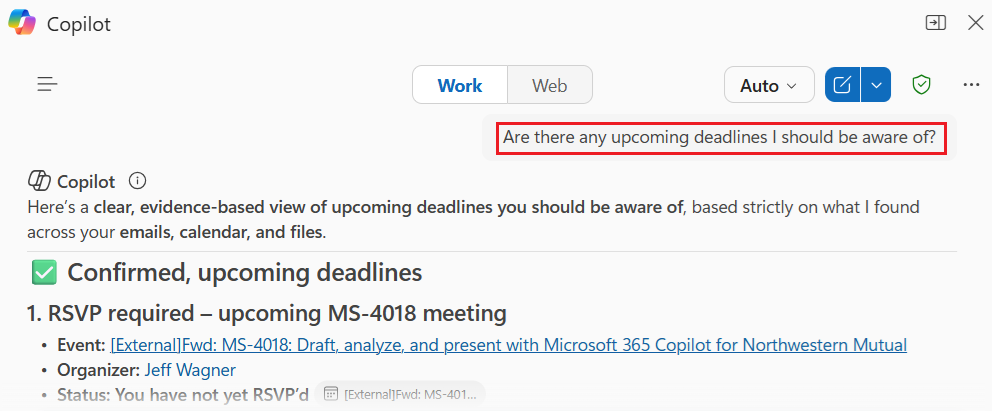 Copilot
Work
Web
Auto
Are there any upcoming deadlines I should be aware of?
Copilot
Here’s a clear, evidence-based view of upcoming deadlines you should be aware of, based strictly on what I found
across your emails, calendar, and files.
Confirmed, upcoming deadlines
1. RSVP required – upcoming MS-4018 meeting
• Event: [External]Fwd: MS-4018: Draft, analyze, and present with Microsoft 365 Copilot for Northwestern Mutual
• Organizer: Jeff Wagner
• Status: You have not yet RSVP’d [External]Fwd: MS-401...